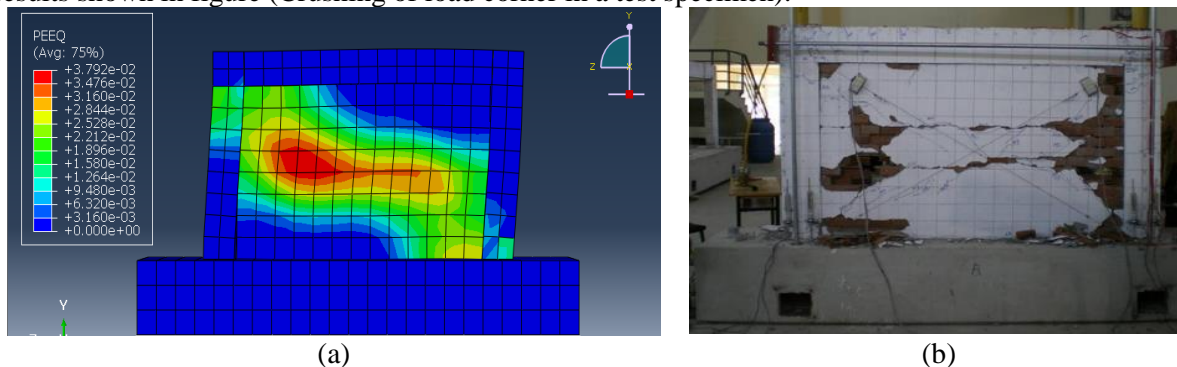 results shown in figure (Crushing of load corner in a test specimen).
PEEQ
(Avg: 75%)
+3.792e-02
+3.476e-02
+3.160e-02
+2.844e-02
+2.528e-02
+2.212e-02
+1.896e-02
+1.580e-02
+1.264e-02
+9.480e-03
+6.320e-03
+3.160e-03
+0.000e+00
Y
Z
X
Y
A
(a)
(b)